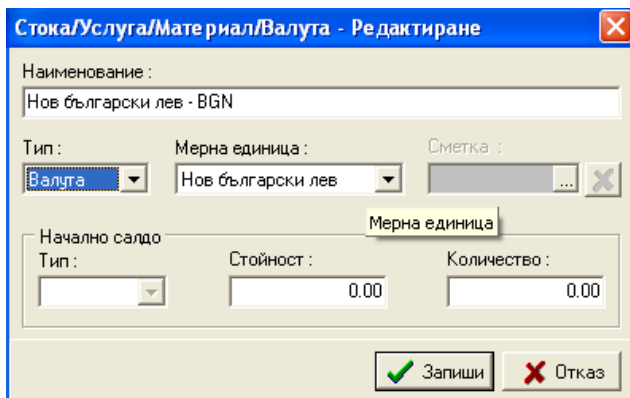 Стока/Услуга/Материал/Валута - Редактиране
Наименование :
Нов български лев - BGN
Тип : Мерна единица : Сметка :
Валута Нов български лев ...
Мерна единица
Начално салдо
Тип : Стойност : Количество :
0.00 0.00
Запиши Отказ